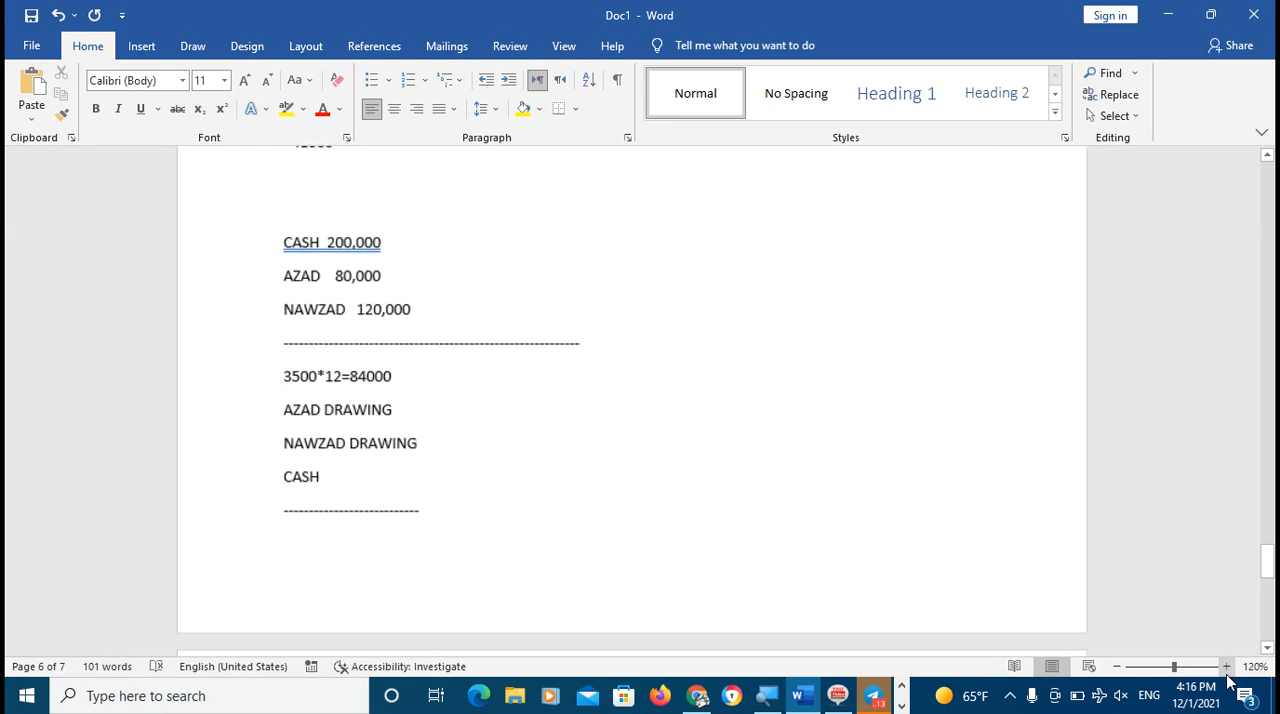 Doc1 - Word
Sign in
File Home Insert Draw Design Layout References Mailings Review View Help Tell me what you want to do Share
Paste
Calibri (Body) 11
Normal
No Spacing
Heading 1
Heading 2
Find
Replace
Select
Clipboard Font Paragraph Styles Editing
CASH 200,000
AZAD 80,000
NAWZAD 120,000
-----------------------------------------------------------
3500*12=84000
AZAD DRAWING
NAWZAD DRAWING
CASH
---------------------------
Page 6 of 7 101 words English (United States) Accessibility: Investigate 120%
Type here to search
65°F
ENG
4:16 PM
12/1/2021
3
13